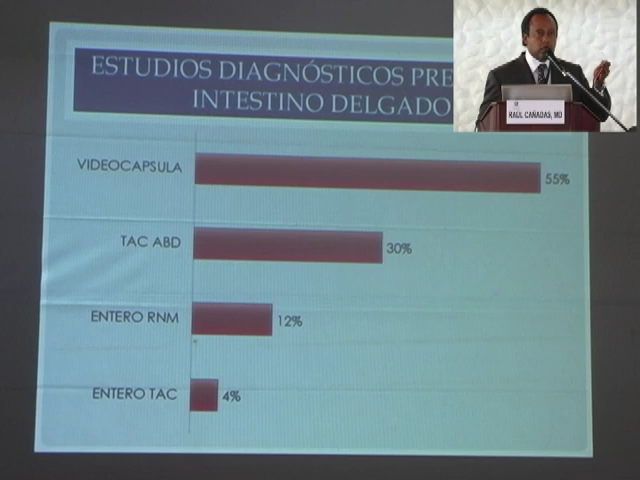 ESTUDIOS DIAGNÓSTICOS PRE
INTESTINO DELGADO
RAUL CAÑADAS, MD
VIDEOCAPSULA
55%
TAC ABD
30%
ENTERO RNM
12%
ENTERO TAC
4%